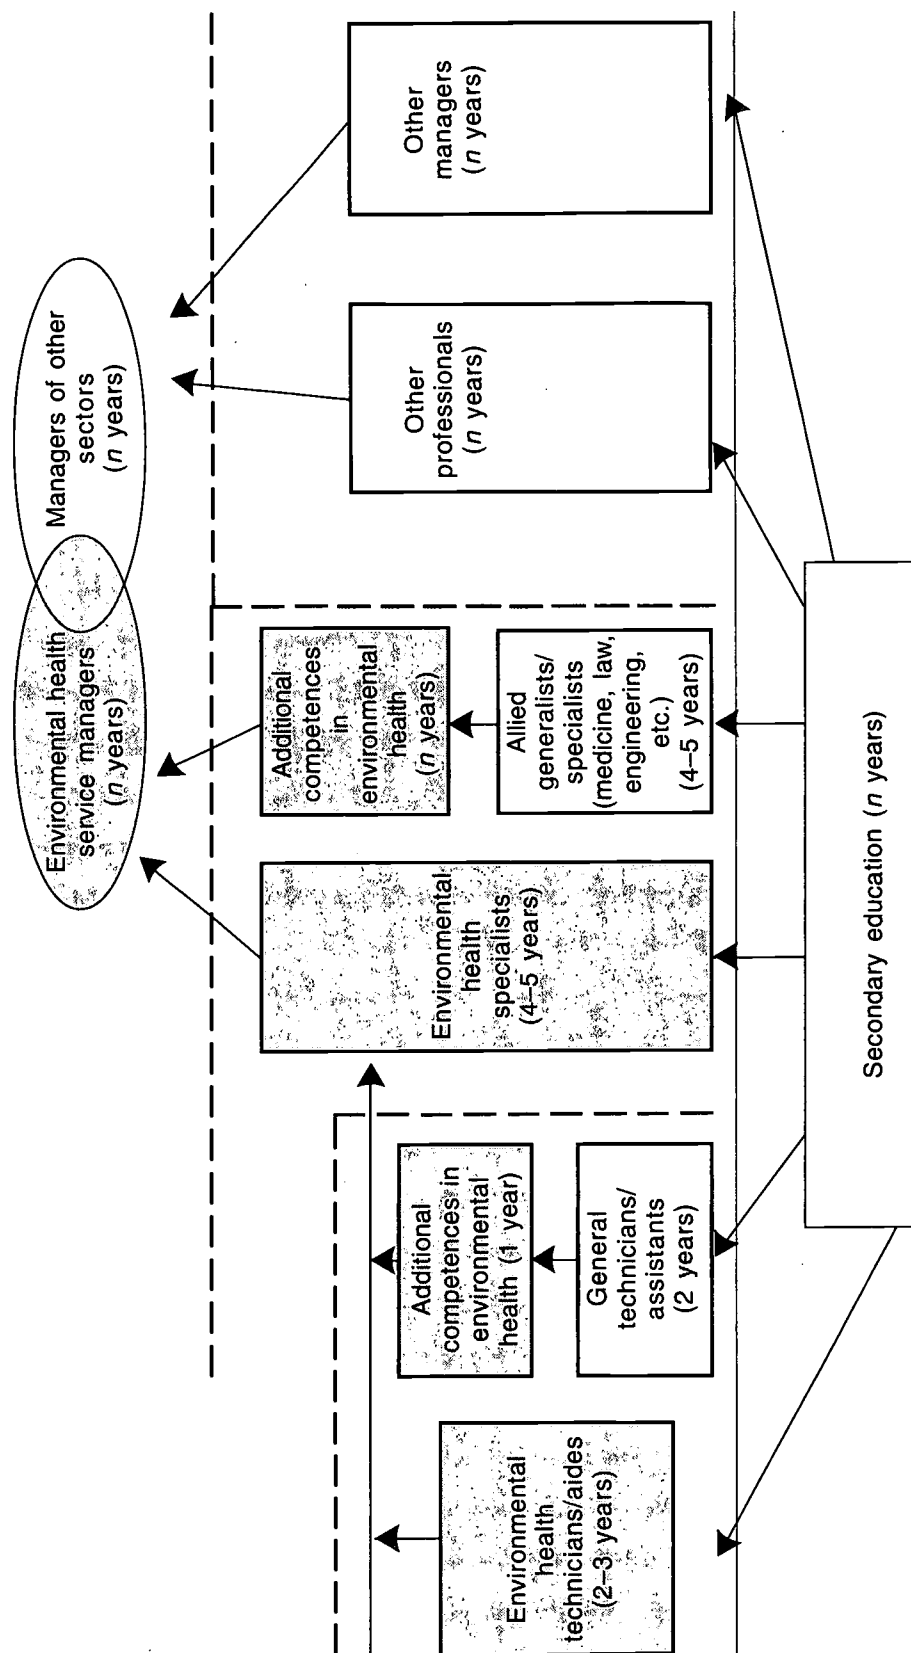 Environmental health
service managers
(n years)
Managers of other
sectors
(n years)
Additional
competences
in
environmental
health
(n years)
Allied
generalists/
specialists
(medicine, law,
engineering,
etc.)
(4–5 years)
Environmental
health
specialists
(4–5 years)
Additional
competences in
environmental
health (1 year)
General
technicians/
assistants
(2 years)
Environmental
health
technicians/aides
(2–3 years)
Other
professionals
(n years)
Other
managers
(n years)
Secondary education (n years)